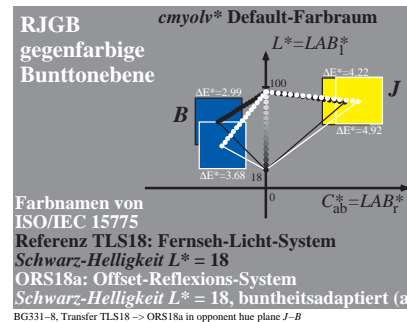 RJGB
gegenfarbige
Bunttonebene
cmyolv* Default-Farbraum
L*=LAB*l
ΔE*=4.22
ΔE*=2.99
100
B
J
ΔE*=4.92
ΔE*=3.68
18
0
C*ab=LAB*r
Farbnamen von
ISO/IEC 15775
Referenz TLS18: Fernseh-Licht-System
Schwarz-Helligkeit L* = 18
ORS18a: Offset-Reflexions-System
Schwarz-Helligkeit L* = 18, buntheitsadaptiert (a
BG331-8, Transfer TLS18 -> ORS18a in opponent hue plane J-B